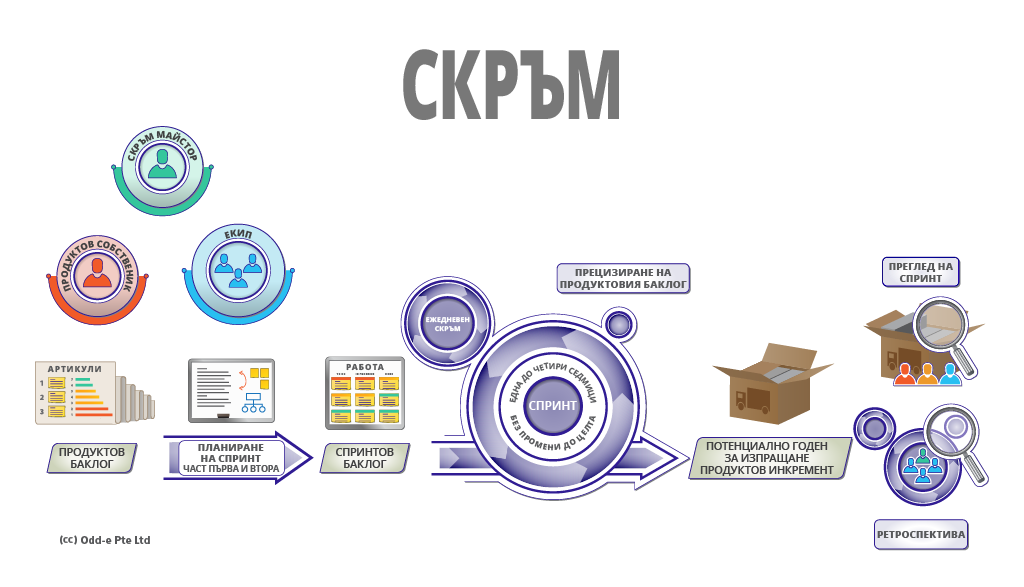 СКРЪМ
СКРЪМ МАЙСТОР
ПРОДУКТОВ СОБСТВЕНИК
ЕКИП
АРТИКУЛИ
1
2
3
РАБОТА
ПРОДУКТОВ
БАКЛОГ
ПЛАНИРАНЕ
НА СПРИНТ
ЧАСТ ПЪРВА И ВТОРА
СПРИНТОВ
БАКЛОГ
ЕЖЕДНЕВЕН
СКРЪМ
ПРЕЦИЗИРАНЕ НА
ПРОДУКТОВИЯ БАКЛОГ
ЕДНА ДО ЧЕТИРИ СЕДМИЦИ
СПРИНТ
БЕЗ ПРОМЕНИ ДО ЦЕЛТА
ПОТЕНЦИАЛНО ГОДЕН
ЗА ИЗПРАЩАНЕ
ПРОДУКТОВ ИНКРЕМЕНТ
ПРЕГЛЕД НА
СПРИНТ
РЕТРОСПЕКТИВА
(cc) Odd-e Pte Ltd